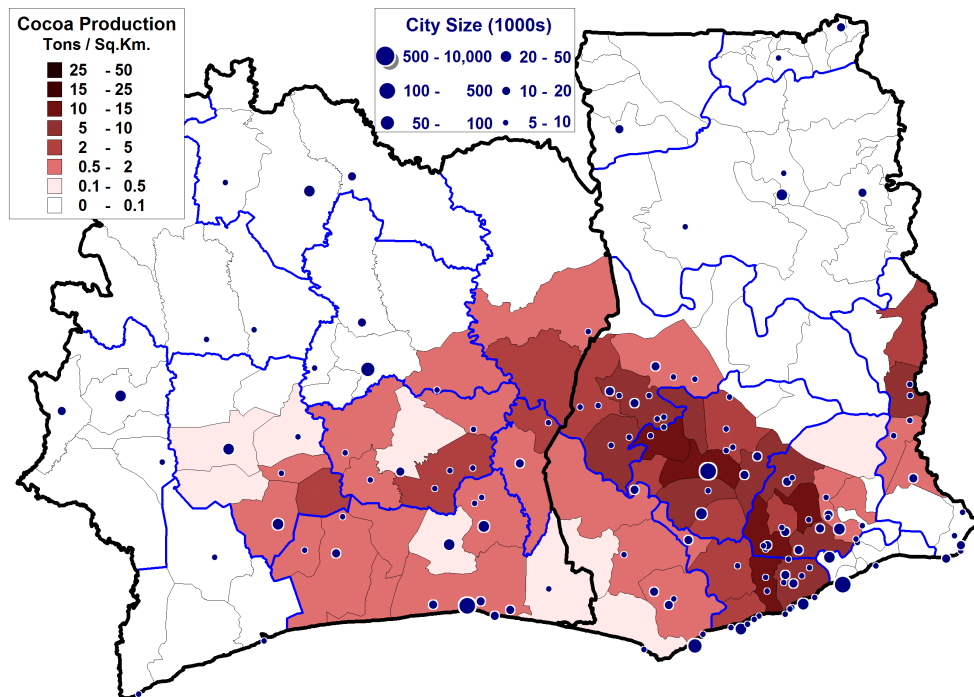 Cocoa Production
Tons / Sq.Km.
25 - 50
15 - 25
10 - 15
5 - 10
2 - 5
0.5 - 2
0.1 - 0.5
0 - 0.1
City Size (1000s)
500 - 10,000 20 - 50
100 - 500 10 - 20
50 - 100 5 - 10